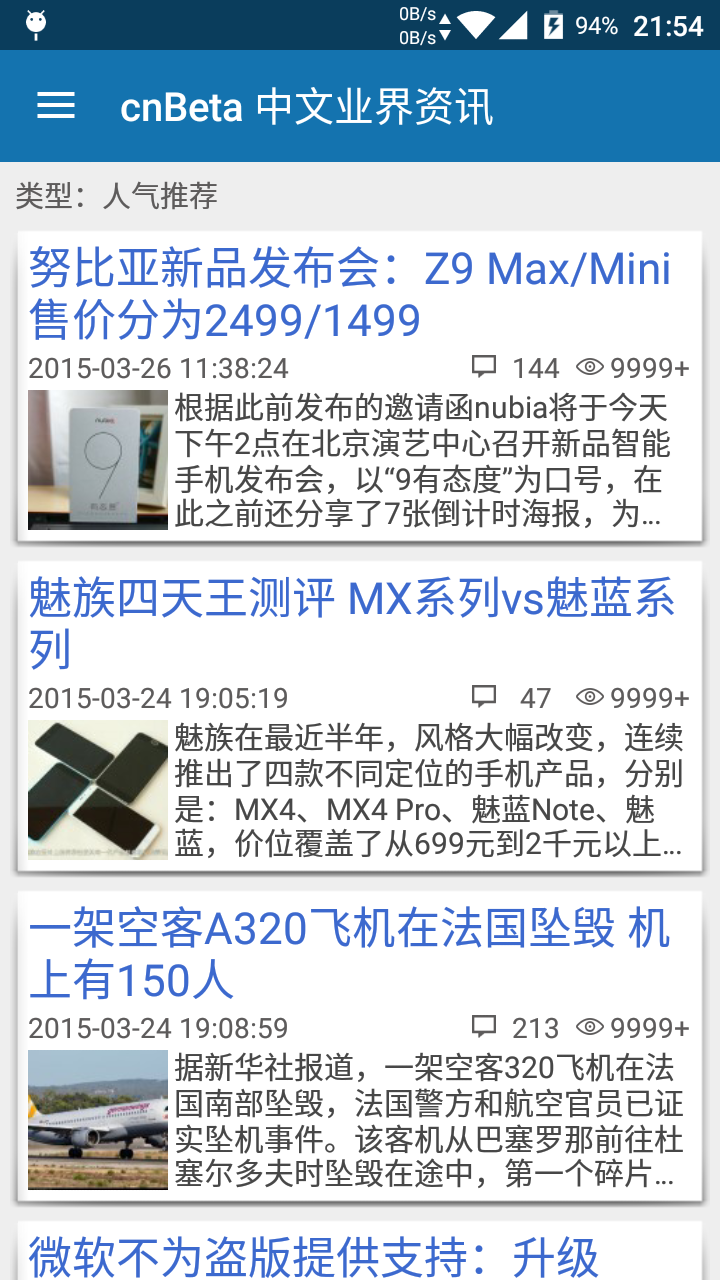 0B/s
0B/s
94%
21:54
cnBeta 中文业界资讯
类型：人气推荐
努比亚新品发布会：Z9 Max/Mini
售价分为2499/1499
2015-03-26 11:38:24 144 9999+
根据此前发布的邀请函nubia将于今天
下午2点在北京演艺中心召开新品智能
手机发布会，以“9有态度”为口号，在
此之前还分享了7张倒计时海报，为...
魅族四天王测评 MX系列vs魅蓝系
列
2015-03-24 19:05:19 47 9999+
魅族在最近半年，风格大幅改变，连续
推出了四款不同定位的手机产品，分别
是：MX4、MX4 Pro、魅蓝Note、魅
蓝，价位覆盖了从699元到2千元以上...
一架空客A320飞机在法国坠毁 机
上有150人
2015-03-24 19:08:59 213 9999+
据新华社报道，一架空客320飞机在法
国南部坠毁，法国警方和航空官员已证
实坠机事件。该客机从巴塞罗那前往杜
塞尔多夫时坠毁在途中，第一个碎片...
微软不为盗版提供支持：升级